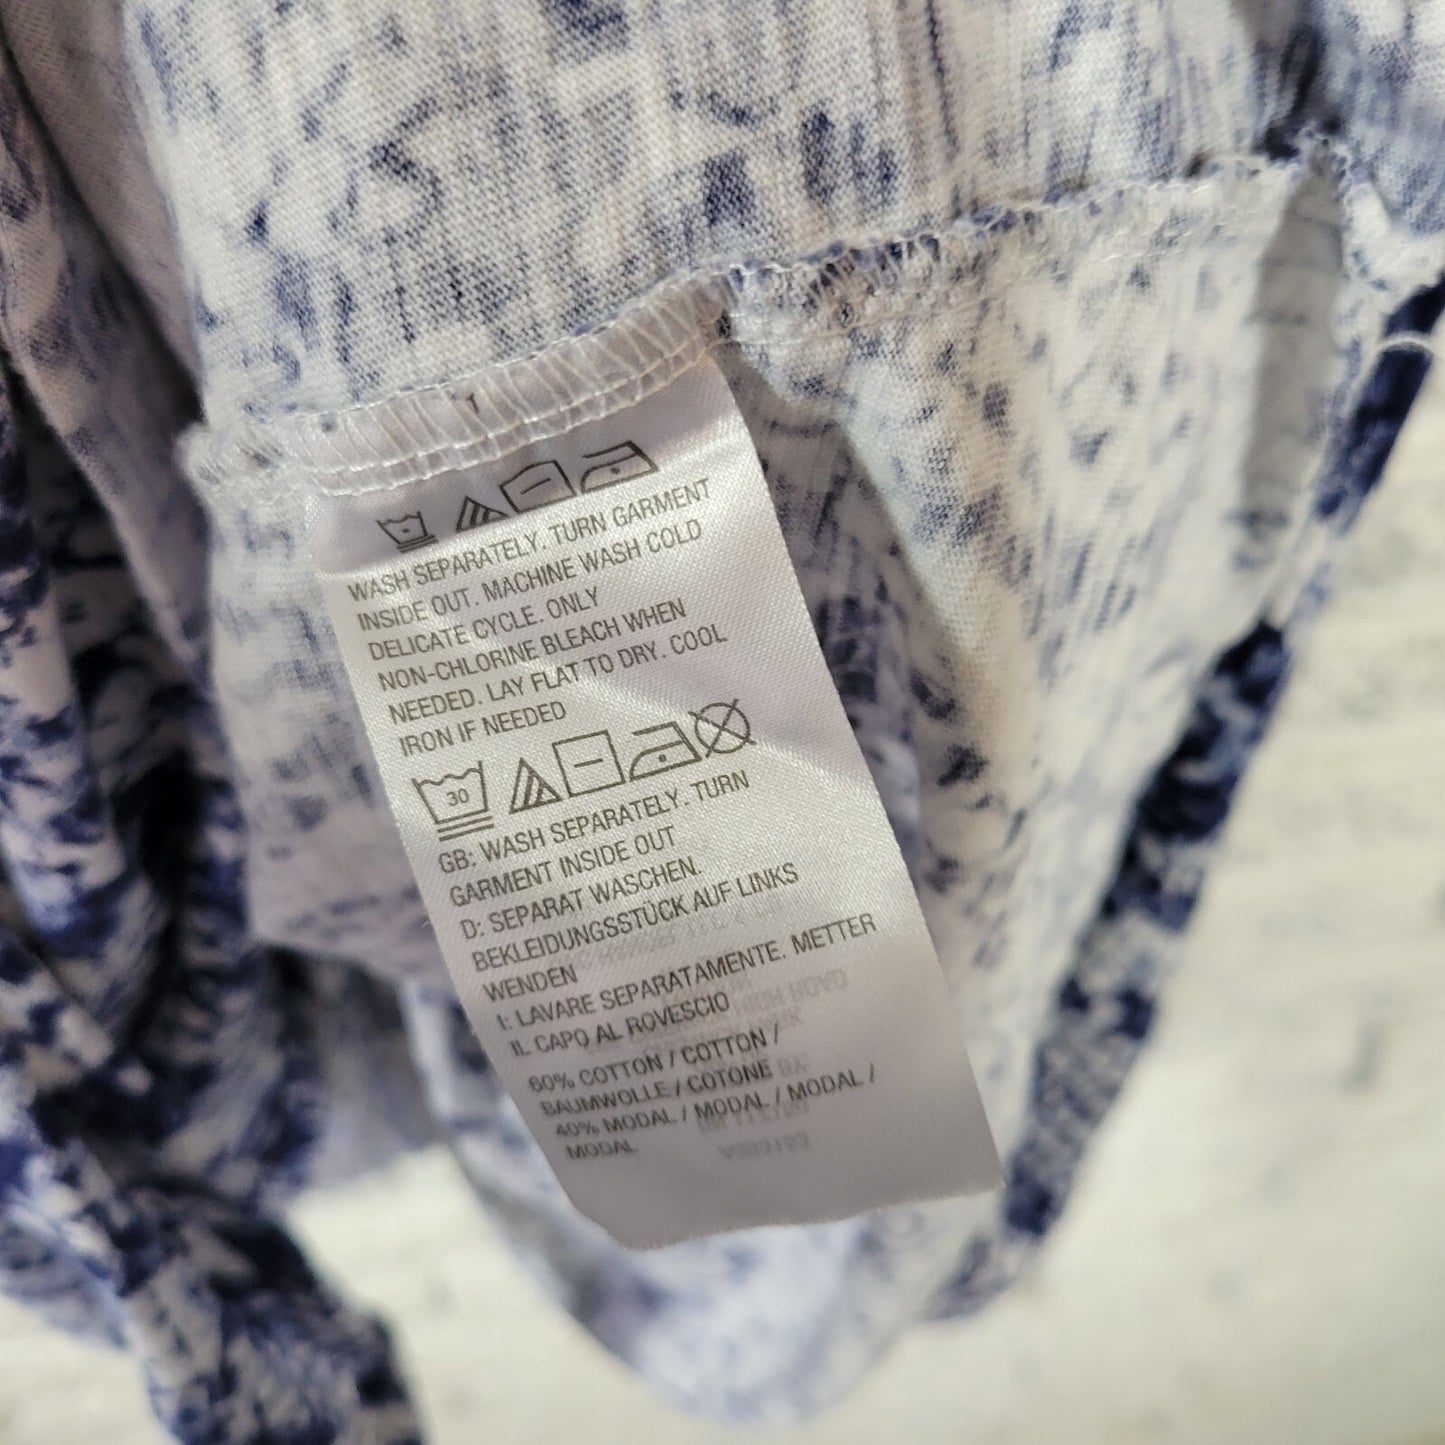 WASH SEPARATELY. TURN GARMENT
INSIDE OUT. MACHINE WASH COLD
DELICATE CYCLE. ONLY
NON-CHLORINE BLEACH WHEN
NEEDED. LAY FLAT TO DRY. COOL
IRON IF NEEDED
30
GB: WASH SEPARATELY. TURN
GARMENT INSIDE OUT
D: SEPARAT WASCHEN.
BEKLEIDUNGSSTÜCK AUF LINKS
WENDEN
I: LAVARE SEPARATAMENTE. METTER
IL CAPO AL ROVESCIO
60% COTTON / COTTON /
BAUMWOLLE / COTONE
40% MODAL / MODAL / MODAL /
MODAL